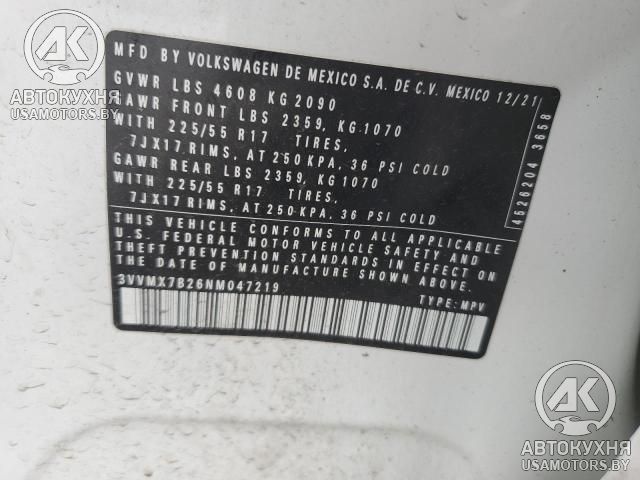 MFD BY VOLKSWAGEN DE MEXICO S.A. DE C.V. MEXICO 12/21
GVWR LBS 4608 KG 2090
GAWR FRONT LBS 2359, KG 1070
WITH 225/55 R17 TIRES,
7JX17 RIMS, AT 250 KPA, 36 PSI COLD
GAWR REAR LBS 2359, KG 1070
WITH 225/55 R17 TIRES,
7JX17 RIMS, AT 250 KPA, 36 PSI COLD
THIS VEHICLE CONFORMS TO ALL APPLICABLE
U.S. FEDERAL MOTOR VEHICLE SAFETY AND
THEFT PREVENTION STANDARDS IN EFFECT ON
THE DATE OF MANUFACTURE SHOWN ABOVE.
3VVMX7B26NM047219
TYPE: MPV
4526204 3658
АК
АВТОКУХНЯ
USAMOTORS.BY
АК
АВТОКУХНЯ
USAMOTORS.BY